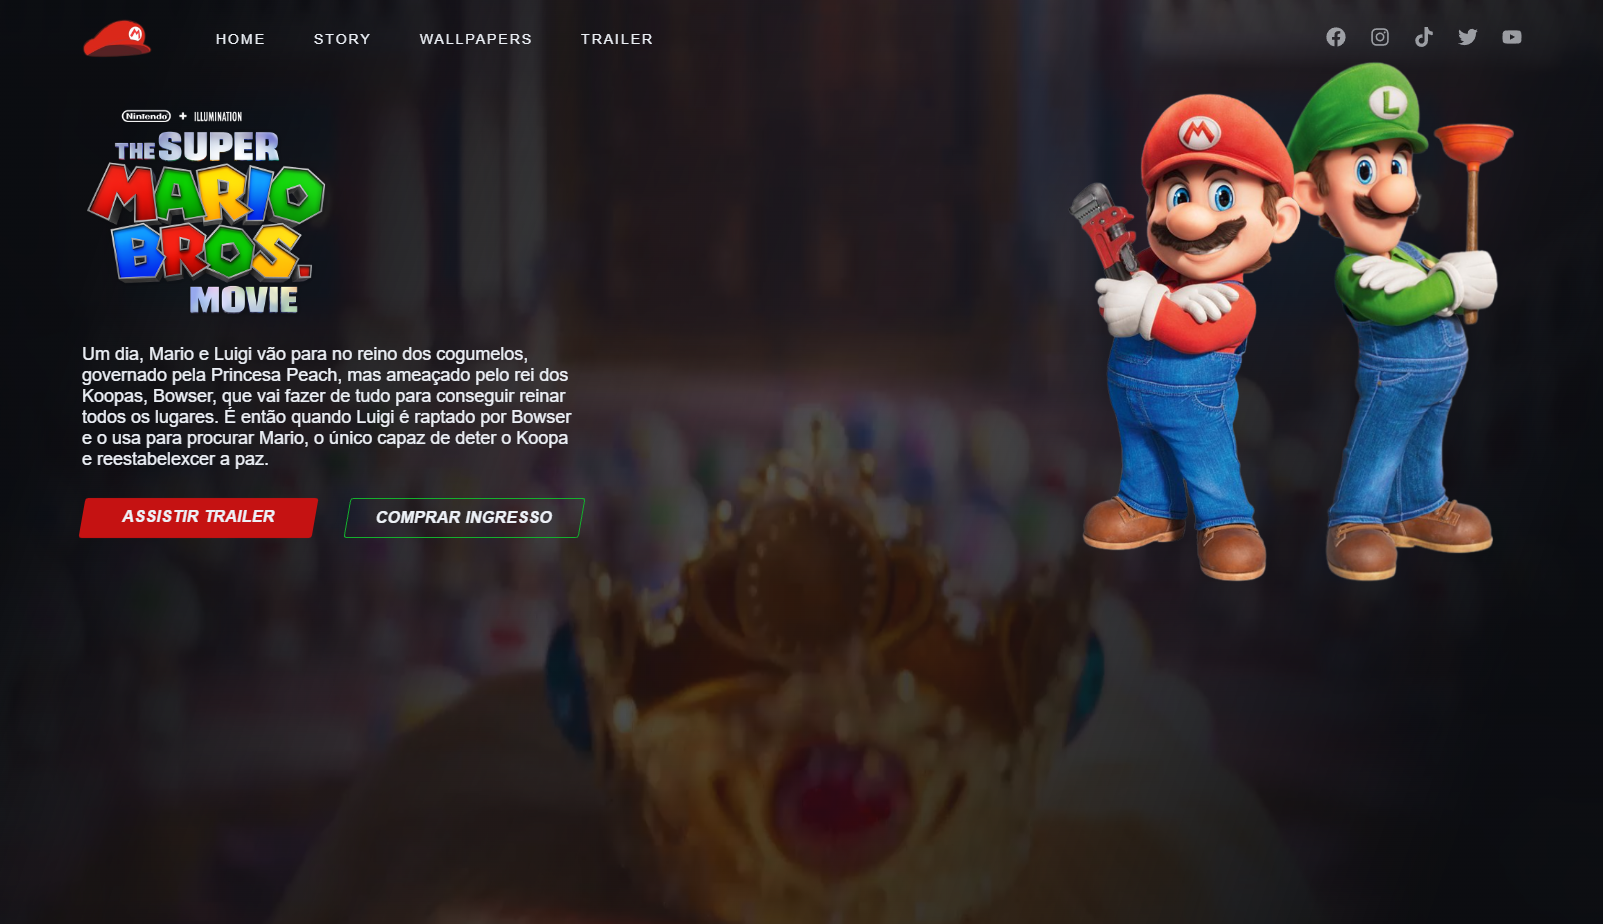 M
HOME STORY WALLPAPERS TRAILER
Nintendo + ILLUMINATION
THE SUPER
MARIO
BROS.
MOVIE
M
L
Um dia, Mario e Luigi vão para no reino dos cogumelos,
governado pela Princesa Peach, mas ameaçado pelo rei dos
Koopas, Bowser, que vai fazer de tudo para conseguir reinar
todos os lugares. É então quando Luigi é raptado por Bowser
e o usa para procurar Mario, o único capaz de deter o Koopa
e reestabelexcer a paz.
ASSISTIR TRAILER COMPRAR INGRESSO